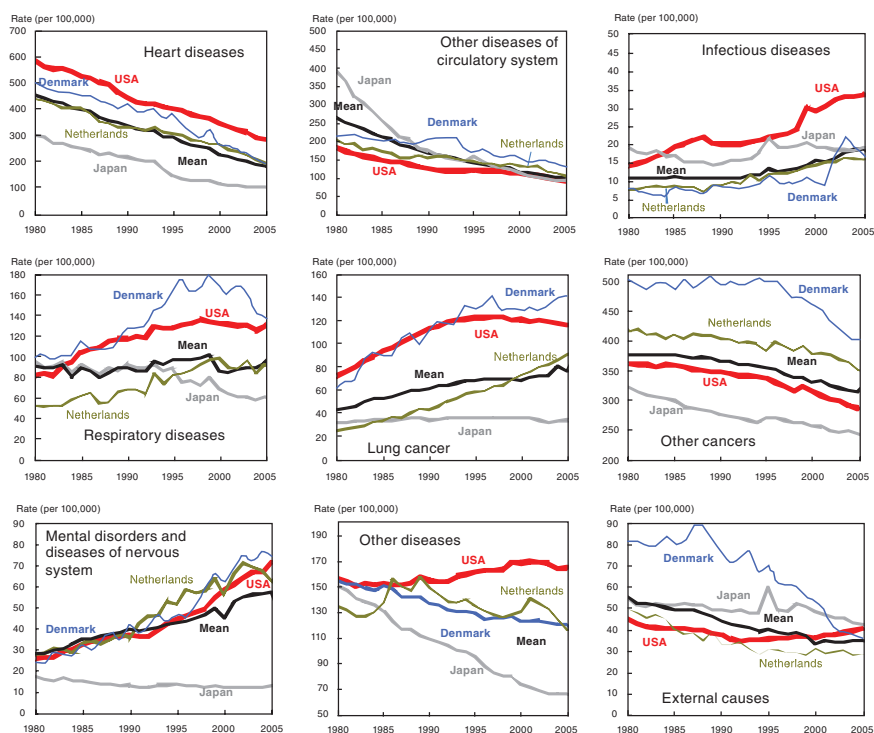 Rate (per 100,000)
700
600
500
400
300
200
100
0
Heart diseases
USA
Denmark
Netherlands
Mean
Japan
1980 1985 1990 1995 2000 2005
Rate (per 100,000)
500
450
400
350
300
250
200
150
100
50
0
Other diseases of
circulatory system
Japan
Mean
Denmark
Netherlands
USA
1980 1985 1990 1995 2000 2005
Rate (per 100,000)
50
45
40
35
30
25
20
15
10
5
0
Infectious diseases
USA
Japan
Mean
Denmark
Netherlands
1980 1985 1990 1995 2000 2005
Rate (per 100,000)
180
160
140
120
100
80
60
40
20
0
Denmark
USA
Mean
Japan
Netherlands
Respiratory diseases
1980 1985 1990 1995 2000 2005
Rate (per 100,000)
160
140
120
100
80
60
40
20
0
Denmark
USA
Netherlands
Mean
Japan
Lung cancer
1980 1985 1990 1995 2000 2005
Rate (per 100,000)
500
450
400
350
300
250
200
Denmark
Netherlands
Mean
USA
Japan
Other cancers
1980 1985 1990 1995 2000 2005
Rate (per 100,000)
90
80
70
60
50
40
30
20
10
0
Mental disorders and
diseases of nervous
system
Netherlands
USA
Denmark
Mean
Japan
1980 1985 1990 1995 2000 2005
Rate (per 100,000)
190
170
150
130
110
90
70
50
Other diseases
USA
Netherlands
Denmark
Mean
Japan
1980 1985 1990 1995 2000 2005
Rate (per 100,000)
90
80
70
60
50
40
30
20
10
0
Denmark
Japan
Mean
USA
Netherlands
External causes
1980 1985 1990 1995 2000 2005